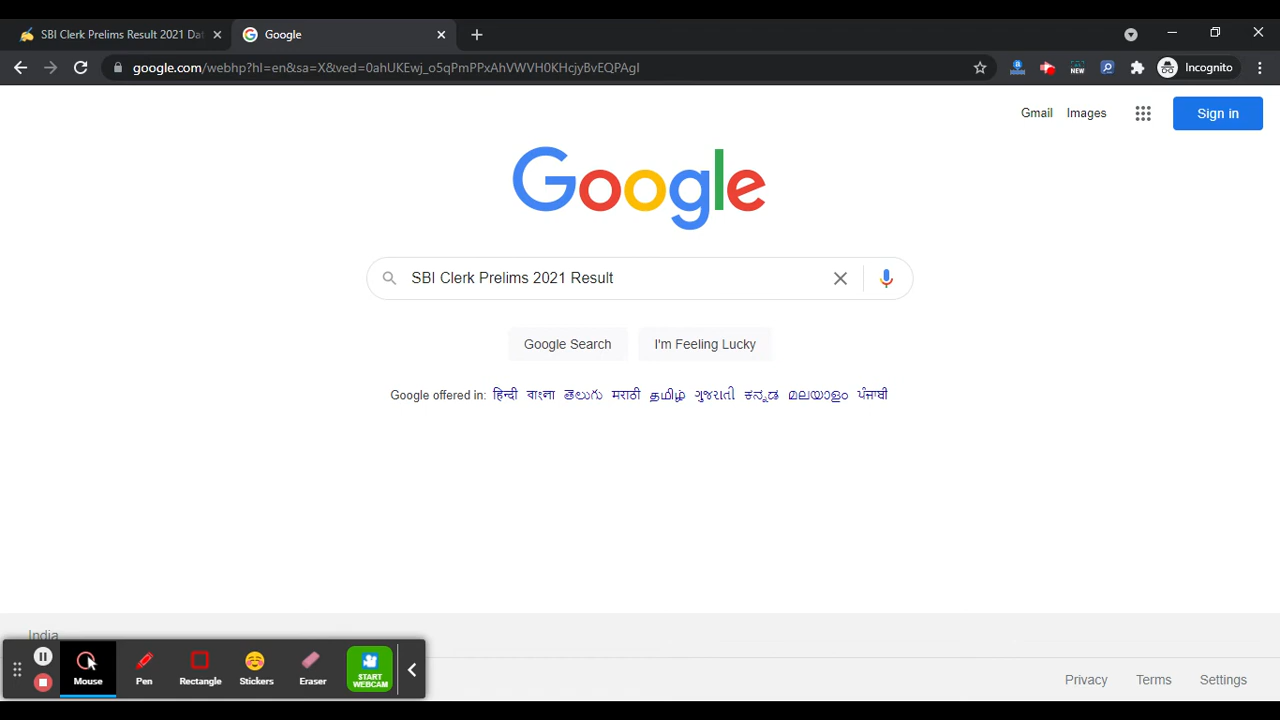 SBI Clerk Prelims Result 2021 Da
Google
google.com/webhp?hl=en&sa=X&ved=0ahUKEwj_o5qPmPPxAhVWVH0KHcjyBvEQPAgI
NEW
Incognito
Gmail Images
Sign in
Google
SBI Clerk Prelims 2021 Result
Google Search
I'm Feeling Lucky
Google offered in: हिन्दी বাংলা తెలుగు मराठी தமிழ் ગુજરાતી ಕನ್ನಡ മലയാളം ਪੰਜਾਬੀ
India
Mouse
Pen
Rectangle
Stickers
Eraser
START
WEBCAM
Privacy Terms Settings